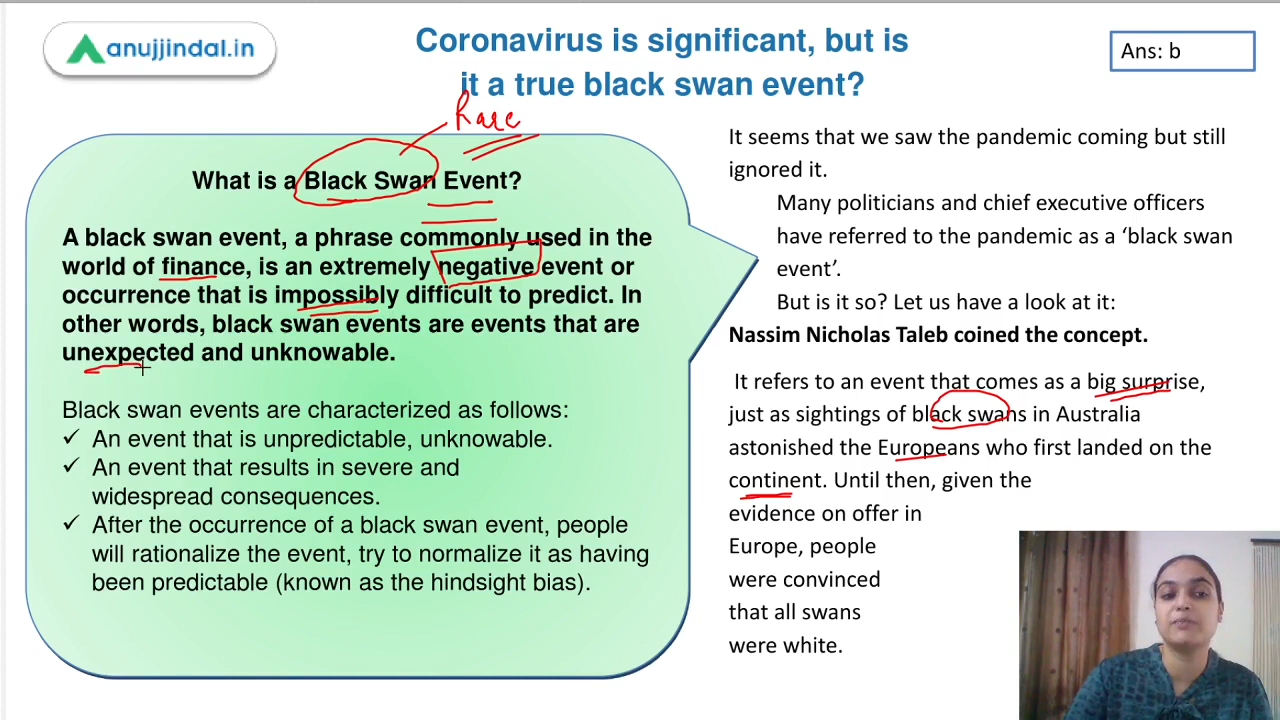 anujjindal.in
Coronavirus is significant, but is
it a true black swan event?
Ans: b
Rare
What is a Black Swan Event?
A black swan event, a phrase commonly used in the
world of finance, is an extremely negative event or
occurrence that is impossibly difficult to predict. In
other words, black swan events are events that are
unexpected and unknowable.
Black swan events are characterized as follows:
✓ An event that is unpredictable, unknowable.
✓ An event that results in severe and
widespread consequences.
✓ After the occurrence of a black swan event, people
will rationalize the event, try to normalize it as having
been predictable (known as the hindsight bias).
It seems that we saw the pandemic coming but still
ignored it.
Many politicians and chief executive officers
have referred to the pandemic as a ‘black swan
event’.
But is it so? Let us have a look at it:
Nassim Nicholas Taleb coined the concept.
It refers to an event that comes as a big surprise,
just as sightings of black swans in Australia
astonished the Europeans who first landed on the
continent. Until then, given the
evidence on offer in
Europe, people
were convinced
that all swans
were white.